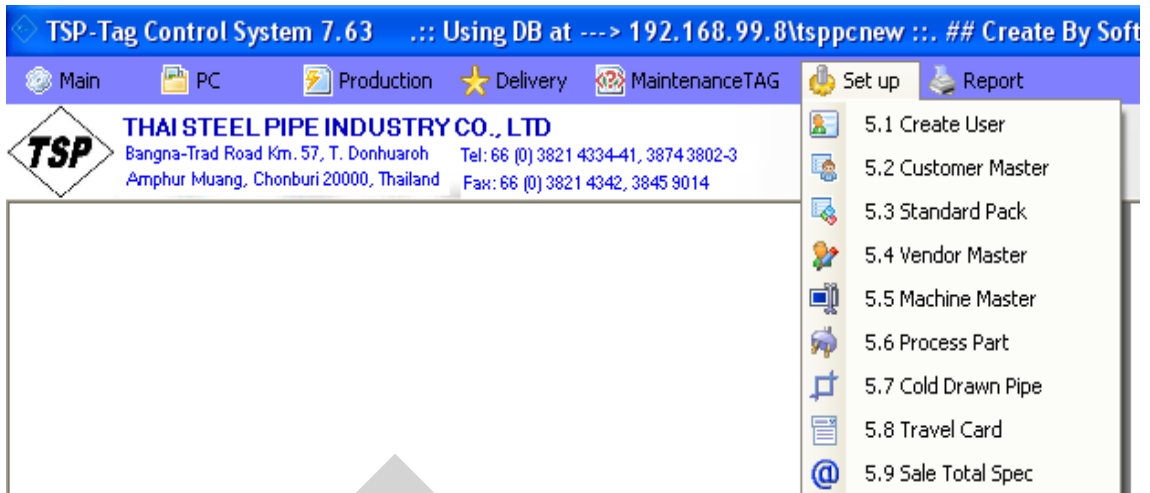 TSP-Tag Control System 7.63 .:: Using DB at ---> 192.168.99.8\tsppcnew ::. ## Create By Soft
Main PC Production Delivery MaintenanceTAG Set up Report
TSP
THAI STEEL PIPE INDUSTRY CO., LTD
Bangna-Trad Road Km. 57, T. Donhuaroh Tel: 66 (0) 3821 4334-41, 3874 3802-3
Amphur Muang, Chonburi 20000, Thailand Fax: 66 (0) 3821 4342, 3845 9014
5.1 Create User
5.2 Customer Master
5.3 Standard Pack
5.4 Vendor Master
5.5 Machine Master
5.6 Process Part
5.7 Cold Drawn Pipe
5.8 Travel Card
5.9 Sale Total Spec